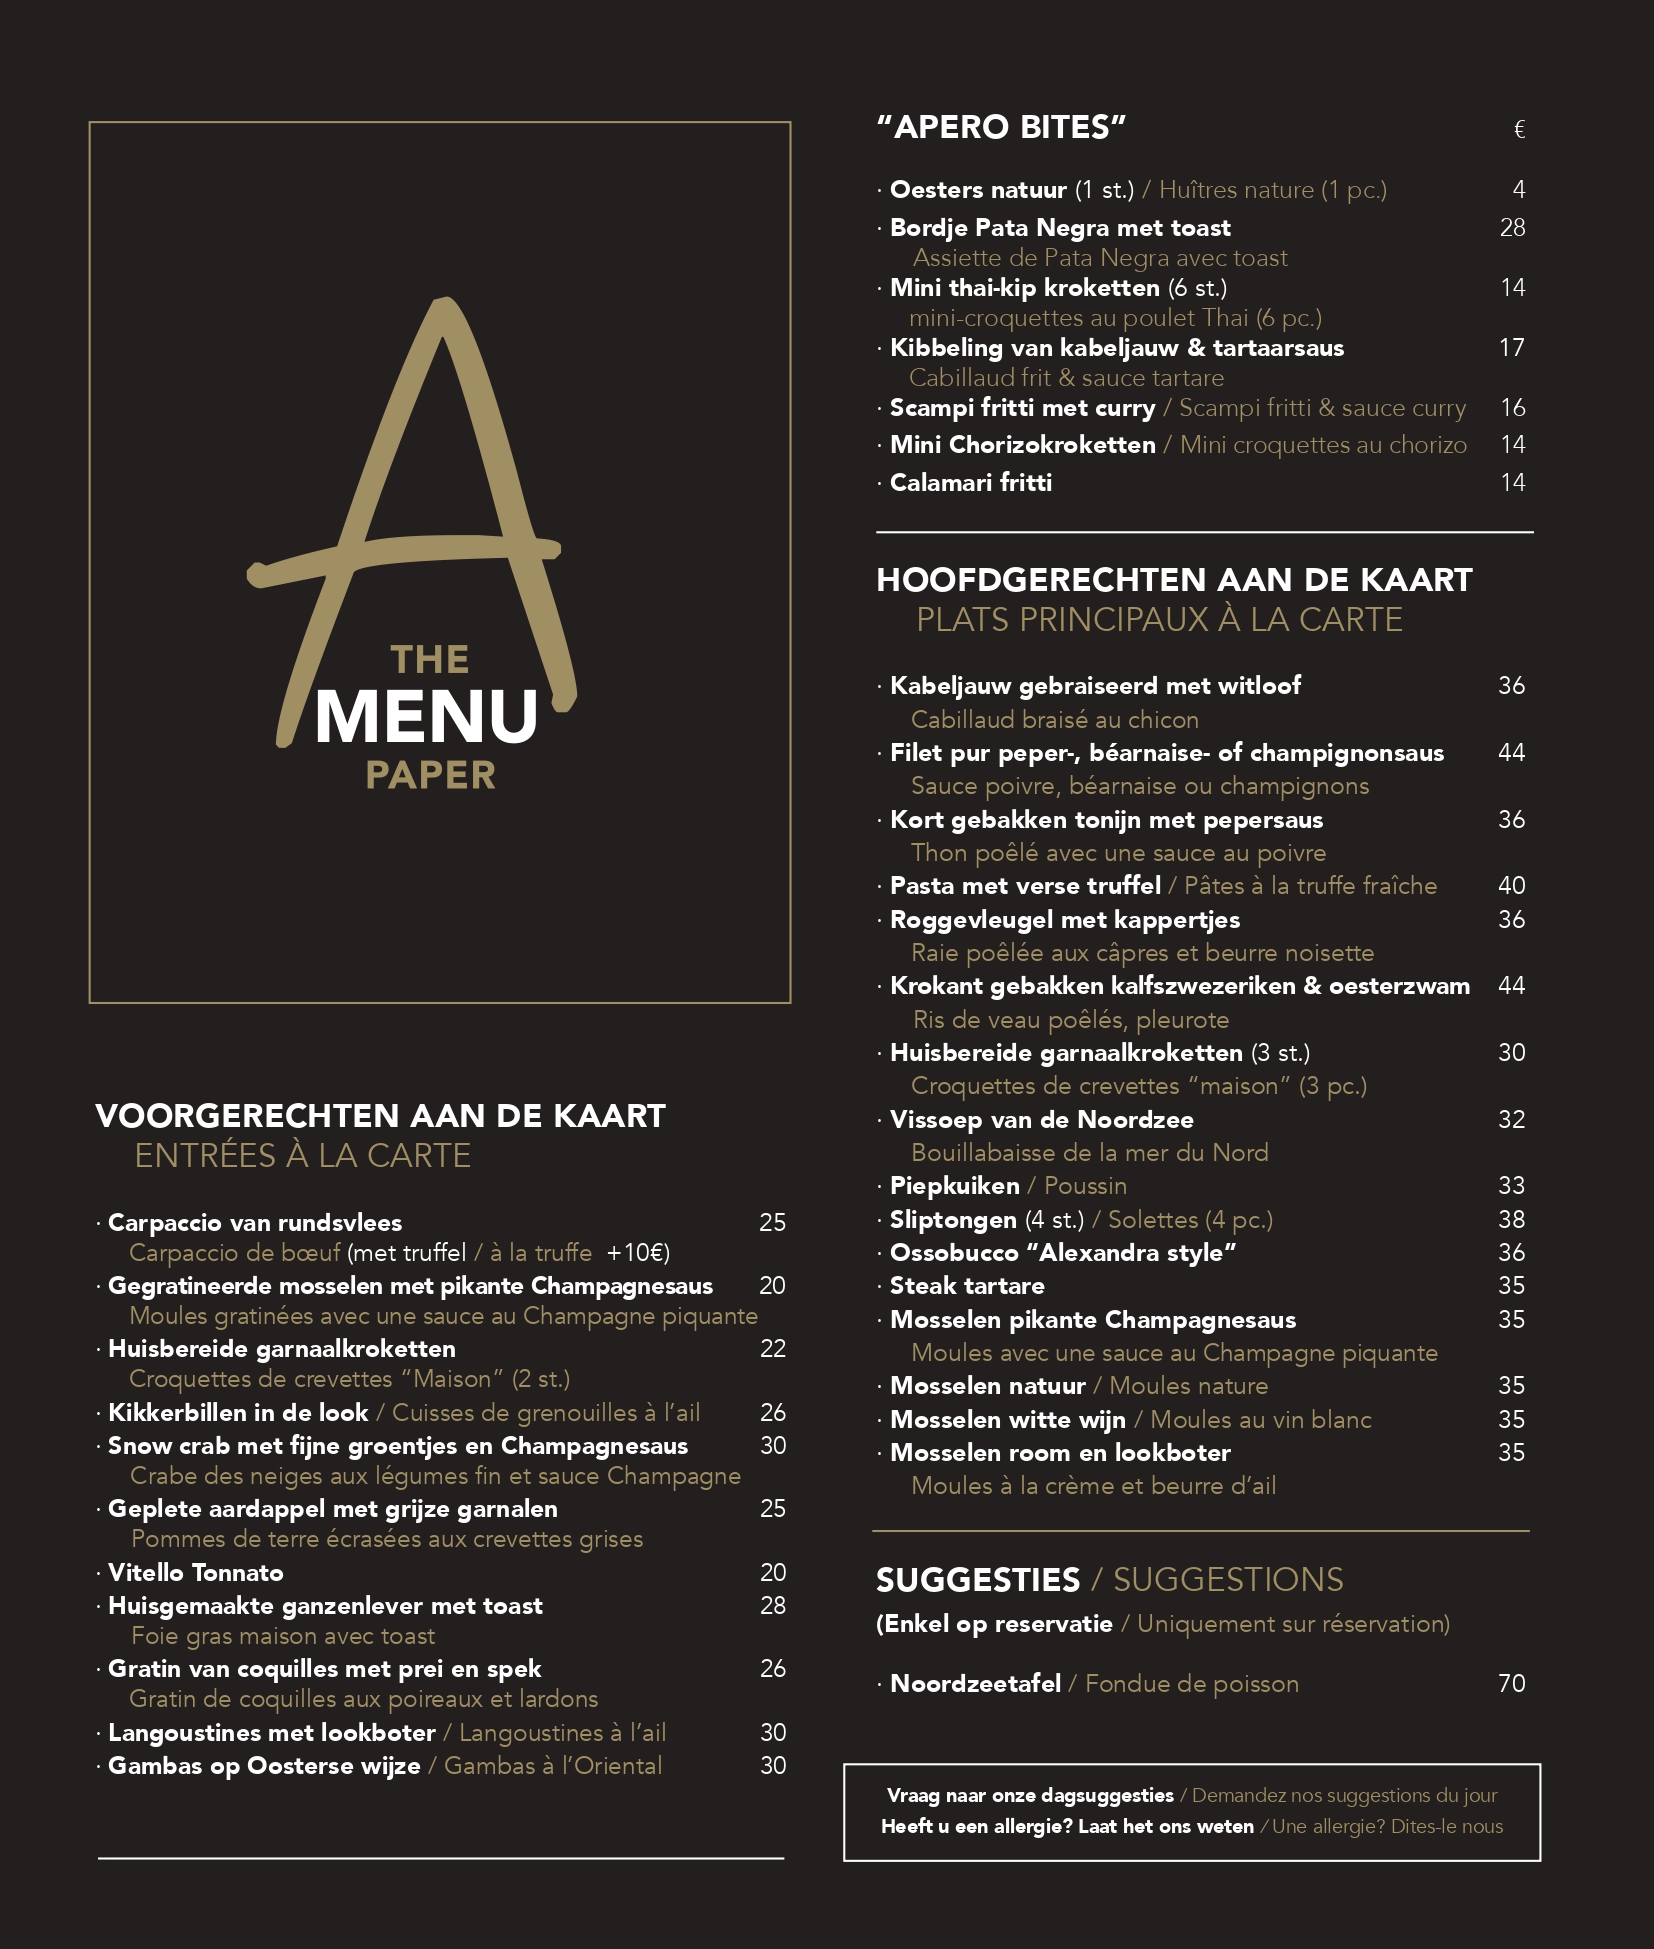 THE
MENU
PAPER
VOORGERECHTEN AAN DE KAART
ENTRÉES À LA CARTE
· Carpaccio van rundsvlees 25
Carpaccio de bœuf (met truffel / à la truffe +10€)
· Gegratineerde mosselen met pikante Champagnesaus 20
Moules gratinées avec une sauce au Champagne piquante
· Huisbereide garnaalkroketten 22
Croquettes de crevettes “Maison” (2 st.)
· Kikkerbillen in de look / Cuisses de grenouilles à l’ail 26
· Snow crab met fijne groentjes en Champagnesaus 30
Crabe des neiges aux légumes fin et sauce Champagne
· Geplete aardappel met grijze garnalen 25
Pommes de terre écrasées aux crevettes grises
· Vitello Tonnato 20
· Huisgemaakte ganzenlever met toast 28
Foie gras maison avec toast
· Gratin van coquilles met prei en spek 26
Gratin de coquilles aux poireaux et lardons
· Langoustines met lookboter / Langoustines à l’ail 30
· Gambas op Oosterse wijze / Gambas à l’Oriental 30
“APERO BITES” €
· Oesters natuur (1 st.) / Huîtres nature (1 pc.) 4
· Bordje Pata Negra met toast 28
Assiette de Pata Negra avec toast
· Mini thai-kip kroketten (6 st.) 14
mini-croquettes au poulet Thai (6 pc.)
· Kibbeling van kabeljauw & tartaarsaus 17
Cabillaud frit & sauce tartare
· Scampi fritti met curry / Scampi fritti & sauce curry 16
· Mini Chorizokroketten / Mini croquettes au chorizo 14
· Calamari fritti 14
HOOFDGERECHTEN AAN DE KAART
PLATS PRINCIPAUX À LA CARTE
· Kabeljauw gebraiseerd met witloof 36
Cabillaud braisé au chicon
· Filet pur peper-, béarnaise- of champignonsaus 44
Sauce poivre, béarnaise ou champignons
· Kort gebakken tonijn met pepersaus 36
Thon poêlé avec une sauce au poivre
· Pasta met verse truffel / Pâtes à la truffe fraîche 40
· Roggevleugel met kappertjes 36
Raie poêlée aux câpres et beurre noisette
· Krokant gebakken kalfszwezeriken & oesterzwam 44
Ris de veau poêlés, pleurote
· Huisbereide garnaalkroketten (3 st.) 30
Croquettes de crevettes “maison” (3 pc.)
· Vissoep van de Noordzee 32
Bouillabaisse de la mer du Nord
· Piepkuiken / Poussin 33
· Sliptongen (4 st.) / Solettes (4 pc.) 38
· Ossobucco “Alexandra style” 36
· Steak tartare 35
· Mosselen pikante Champagnesaus 35
Moules avec une sauce au Champagne piquante
· Mosselen natuur / Moules nature 35
· Mosselen witte wijn / Moules au vin blanc 35
· Mosselen room en lookboter 35
Moules à la crème et beurre d’ail
SUGGESTIES / SUGGESTIONS
(Enkel op reservatie / Uniquement sur réservation)
· Noordzeetafel / Fondue de poisson 70
Vraag naar onze dagsuggesties / Demandez nos suggestions du jour
Heeft u een allergie? Laat het ons weten / Une allergie? Dites-le nous